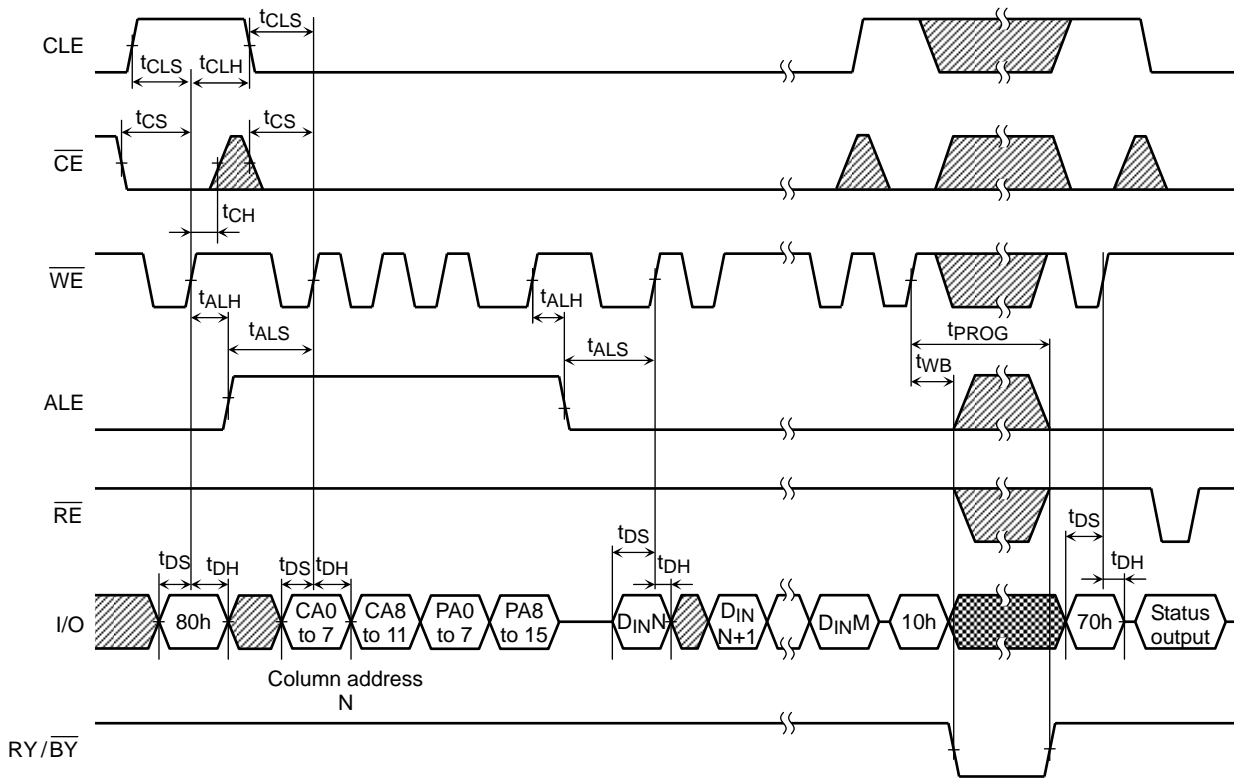 CLE
tCLS
tCLS
tCLH
CE
tCS
tCS
tCH
WE
tALH
tALS
tALH
tALS
tPROG
tWB
ALE
RE
tDS
tDH
tDS
tDH
tDS
tDH
tDS
tDH
I/O
80h
CA0
to 7
CA8
to 11
PA0
to 7
PA8
to 15
DINN
DIN
N+1
DINM
10h
70h
Status
output
Column address
N
RY/BY